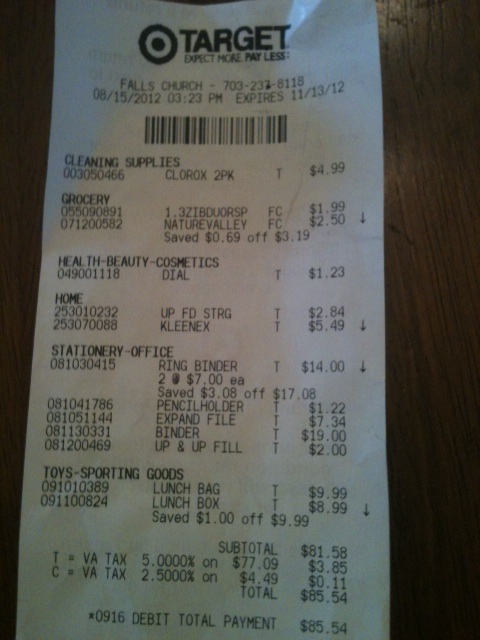 TARGET
EXPECT MORE. PAY LESS.
FALLS CHURCH - 703-237-8118
08/15/2012 03:23 PM EXPIRES 11/13/12
CLEANING SUPPLIES
003050466 CLOROX 2PK T $4.99
GROCERY
055090891 1.3ZIBDUORSP FC $1.99
071200582 NATUREVALLEY FC $2.50 ↓
Saved $0.69 off $3.19
HEALTH-BEAUTY-COSMETICS
049001118 DIAL T $1.23
HOME
253010232 UP FD STRG T $2.84
253070088 KLEENEX T $5.49 ↓
STATIONERY-OFFICE
081030415 RING BINDER T $14.00 ↓
2 @ $7.00 ea
Saved $3.08 off $17.08
081041786 PENCILHOLDER T $1.22
081051144 EXPAND FILE T $7.34
081130331 BINDER T $19.00
081200469 UP & UP FILL T $2.00
TOYS-SPORTING GOODS
091010389 LUNCH BAG T $9.99
091100824 LUNCH BOX T $8.99 ↓
Saved $1.00 off $9.99
SUBTOTAL $81.58
T = VA TAX 5.0000% on $77.09 $3.85
C = VA TAX 2.5000% on $4.49 $0.11
TOTAL $85.54
*0916 DEBIT TOTAL PAYMENT $85.54